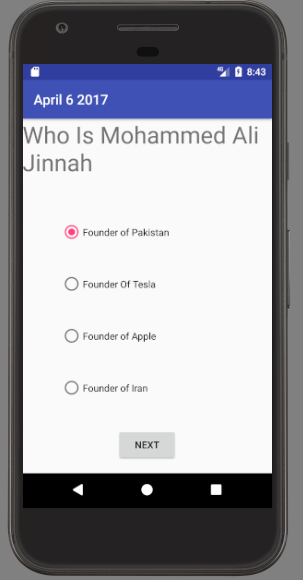 8:43
April 6 2017
Who Is Mohammed Ali
Jinnah
Founder of Pakistan
Founder Of Tesla
Founder of Apple
Founder of Iran
NEXT